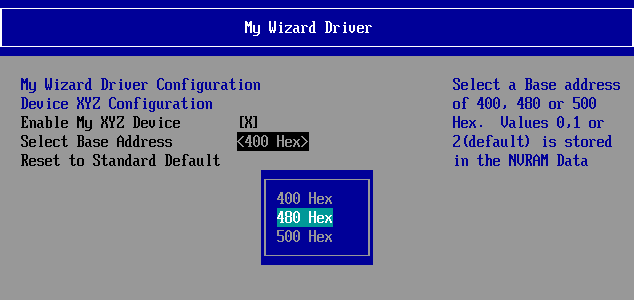 My Wizard Driver
My Wizard Driver Configuration
Device XYZ Configuration
Enable My XYZ Device [X]
Select Base Address <400 Hex>
Reset to Standard Default
Select a Base address
of 400, 480 or 500
Hex. Values 0,1 or
2(default) is stored
in the NVRAM Data
400 Hex
480 Hex
500 Hex